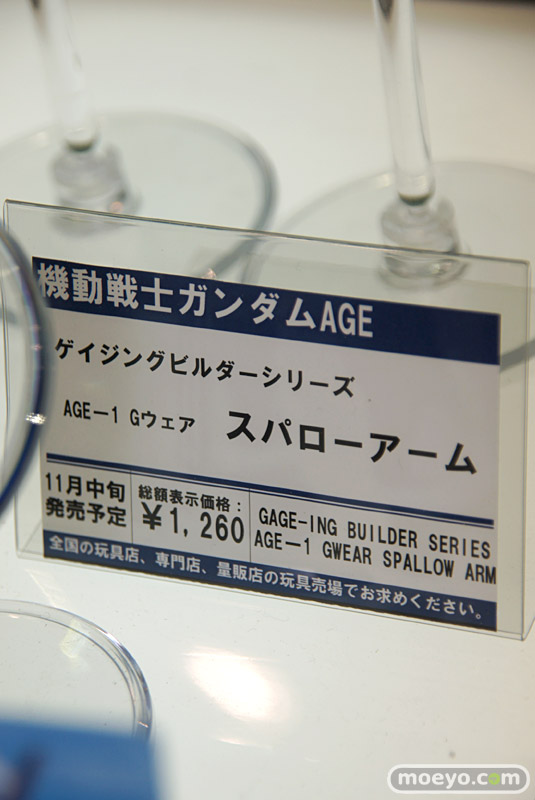 機動戦士ガンダムAGE
ゲイジングビルダーシリーズ
AGE－1 Gウェア スパローアーム
11月中旬
発売予定
総額表示価格：
￥1,260
GAGE-ING BUILDER SERIES
AGE－1 GWEAR SPALLOW ARM
全国の玩具店、専門店、量販店の玩具売場でお求めください。
moeyo.com